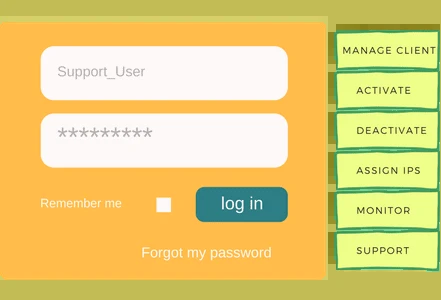 Support_User
*********
Remember me
log in
Forgot my password
MANAGE CLIENT
ACTIVATE
DEACTIVATE
ASSIGN IPS
MONITOR
SUPPORT